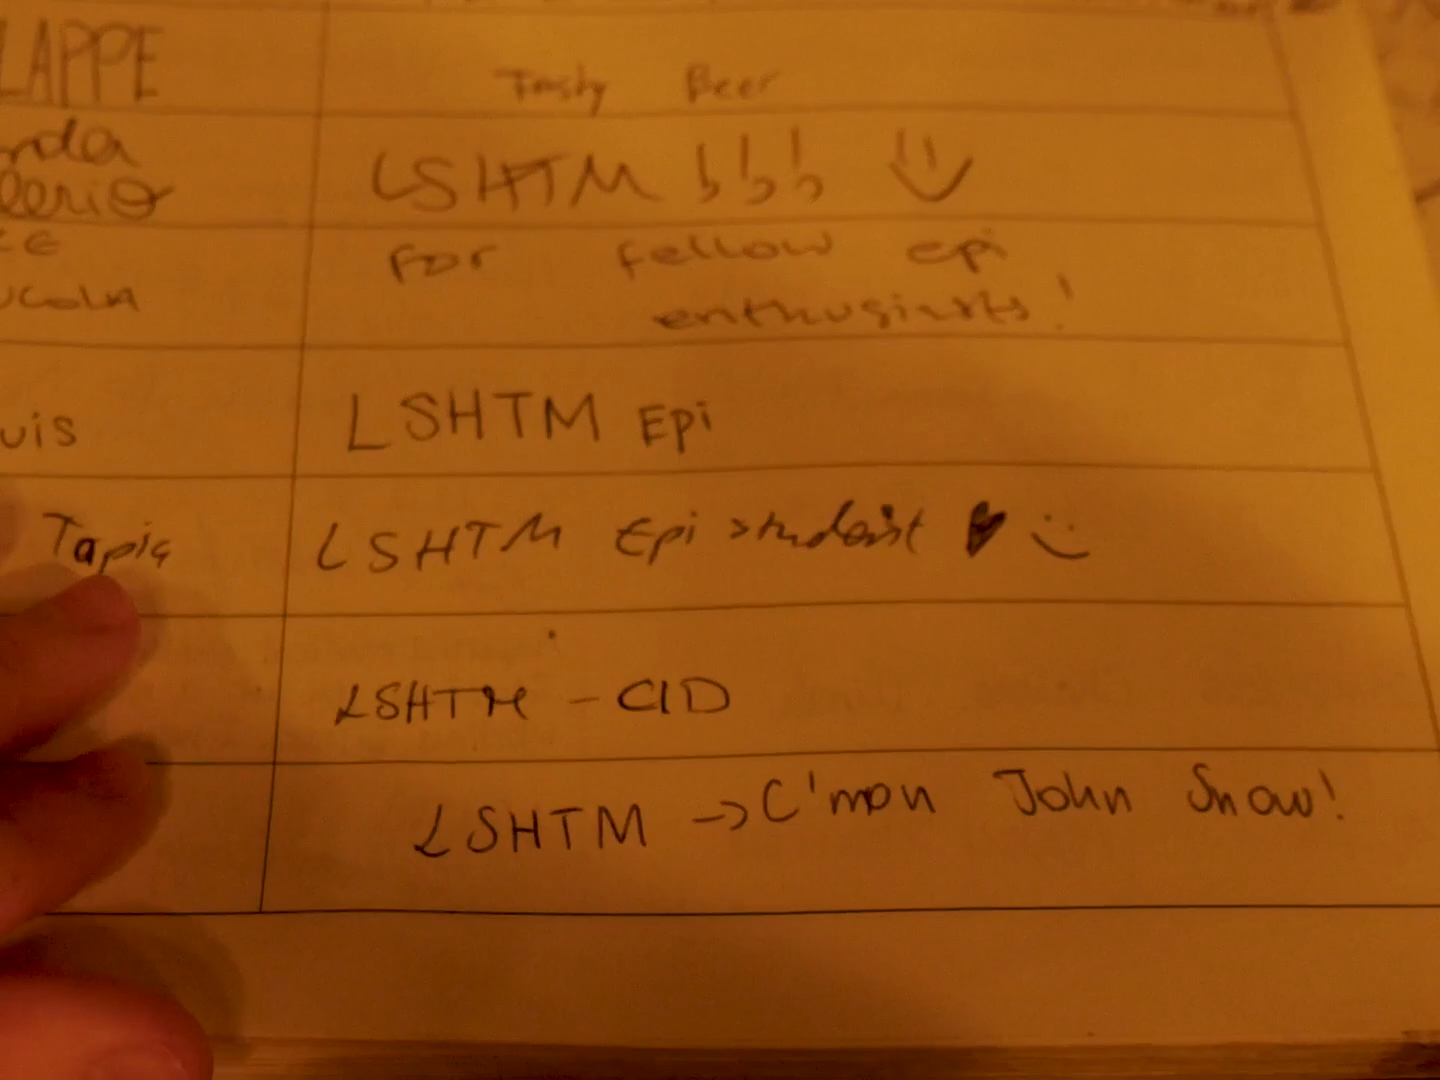 LAPPE
Tasty Beer
LSHTM !!!
For fellow epi
enthusiasts!
LSHTM Epi
Tapia
LSHTM Epi student
LSHTM - CID
LSHTM -> C'mon John Snow!